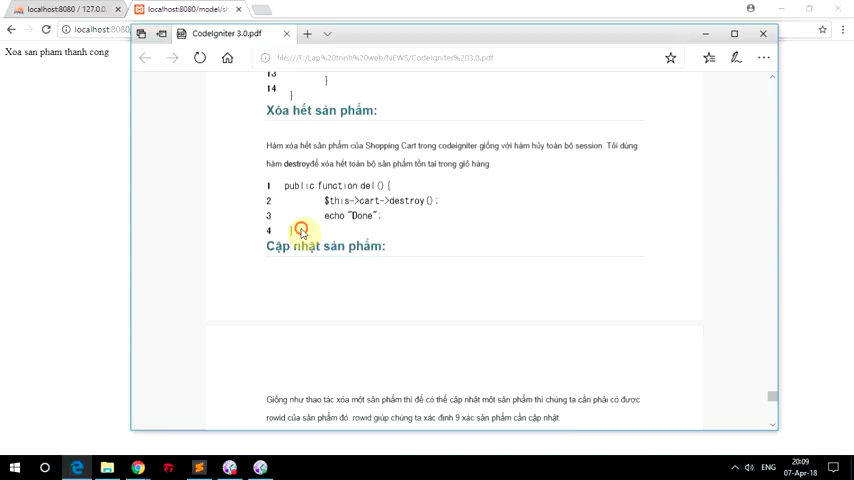 localhost:8080 / 127.0.0
localhost:8080/model/sh
localhost:8080
Xoa san pham thanh cong
CodeIgniter 3.0.pdf
file:///F:/Lap%20trinh%20web/NEWS/CodeIgniter%203.0.pdf
13 }
14 }
Xóa hết sản phẩm:
Hàm xóa hết sản phẩm của Shopping Cart trong codeigniter giống với hàm hủy toàn bộ session. Tôi dùng
hàm destroyđể xóa hết toàn bộ sản phẩm tồn tại trong giỏ hàng.
1 public function del(){
2 $this->cart->destroy();
3 echo "Done";
4 }
Cập nhật sản phẩm:
Giống như thao tác xóa một sản phẩm thì để có thể cập nhật một sản phẩm thì chúng ta cần phải có được
rowid của sản phẩm đó. rowid giúp chúng ta xác định 9 xác sản phẩm cần cập nhật.
ENG
20:09
07-Apr-18